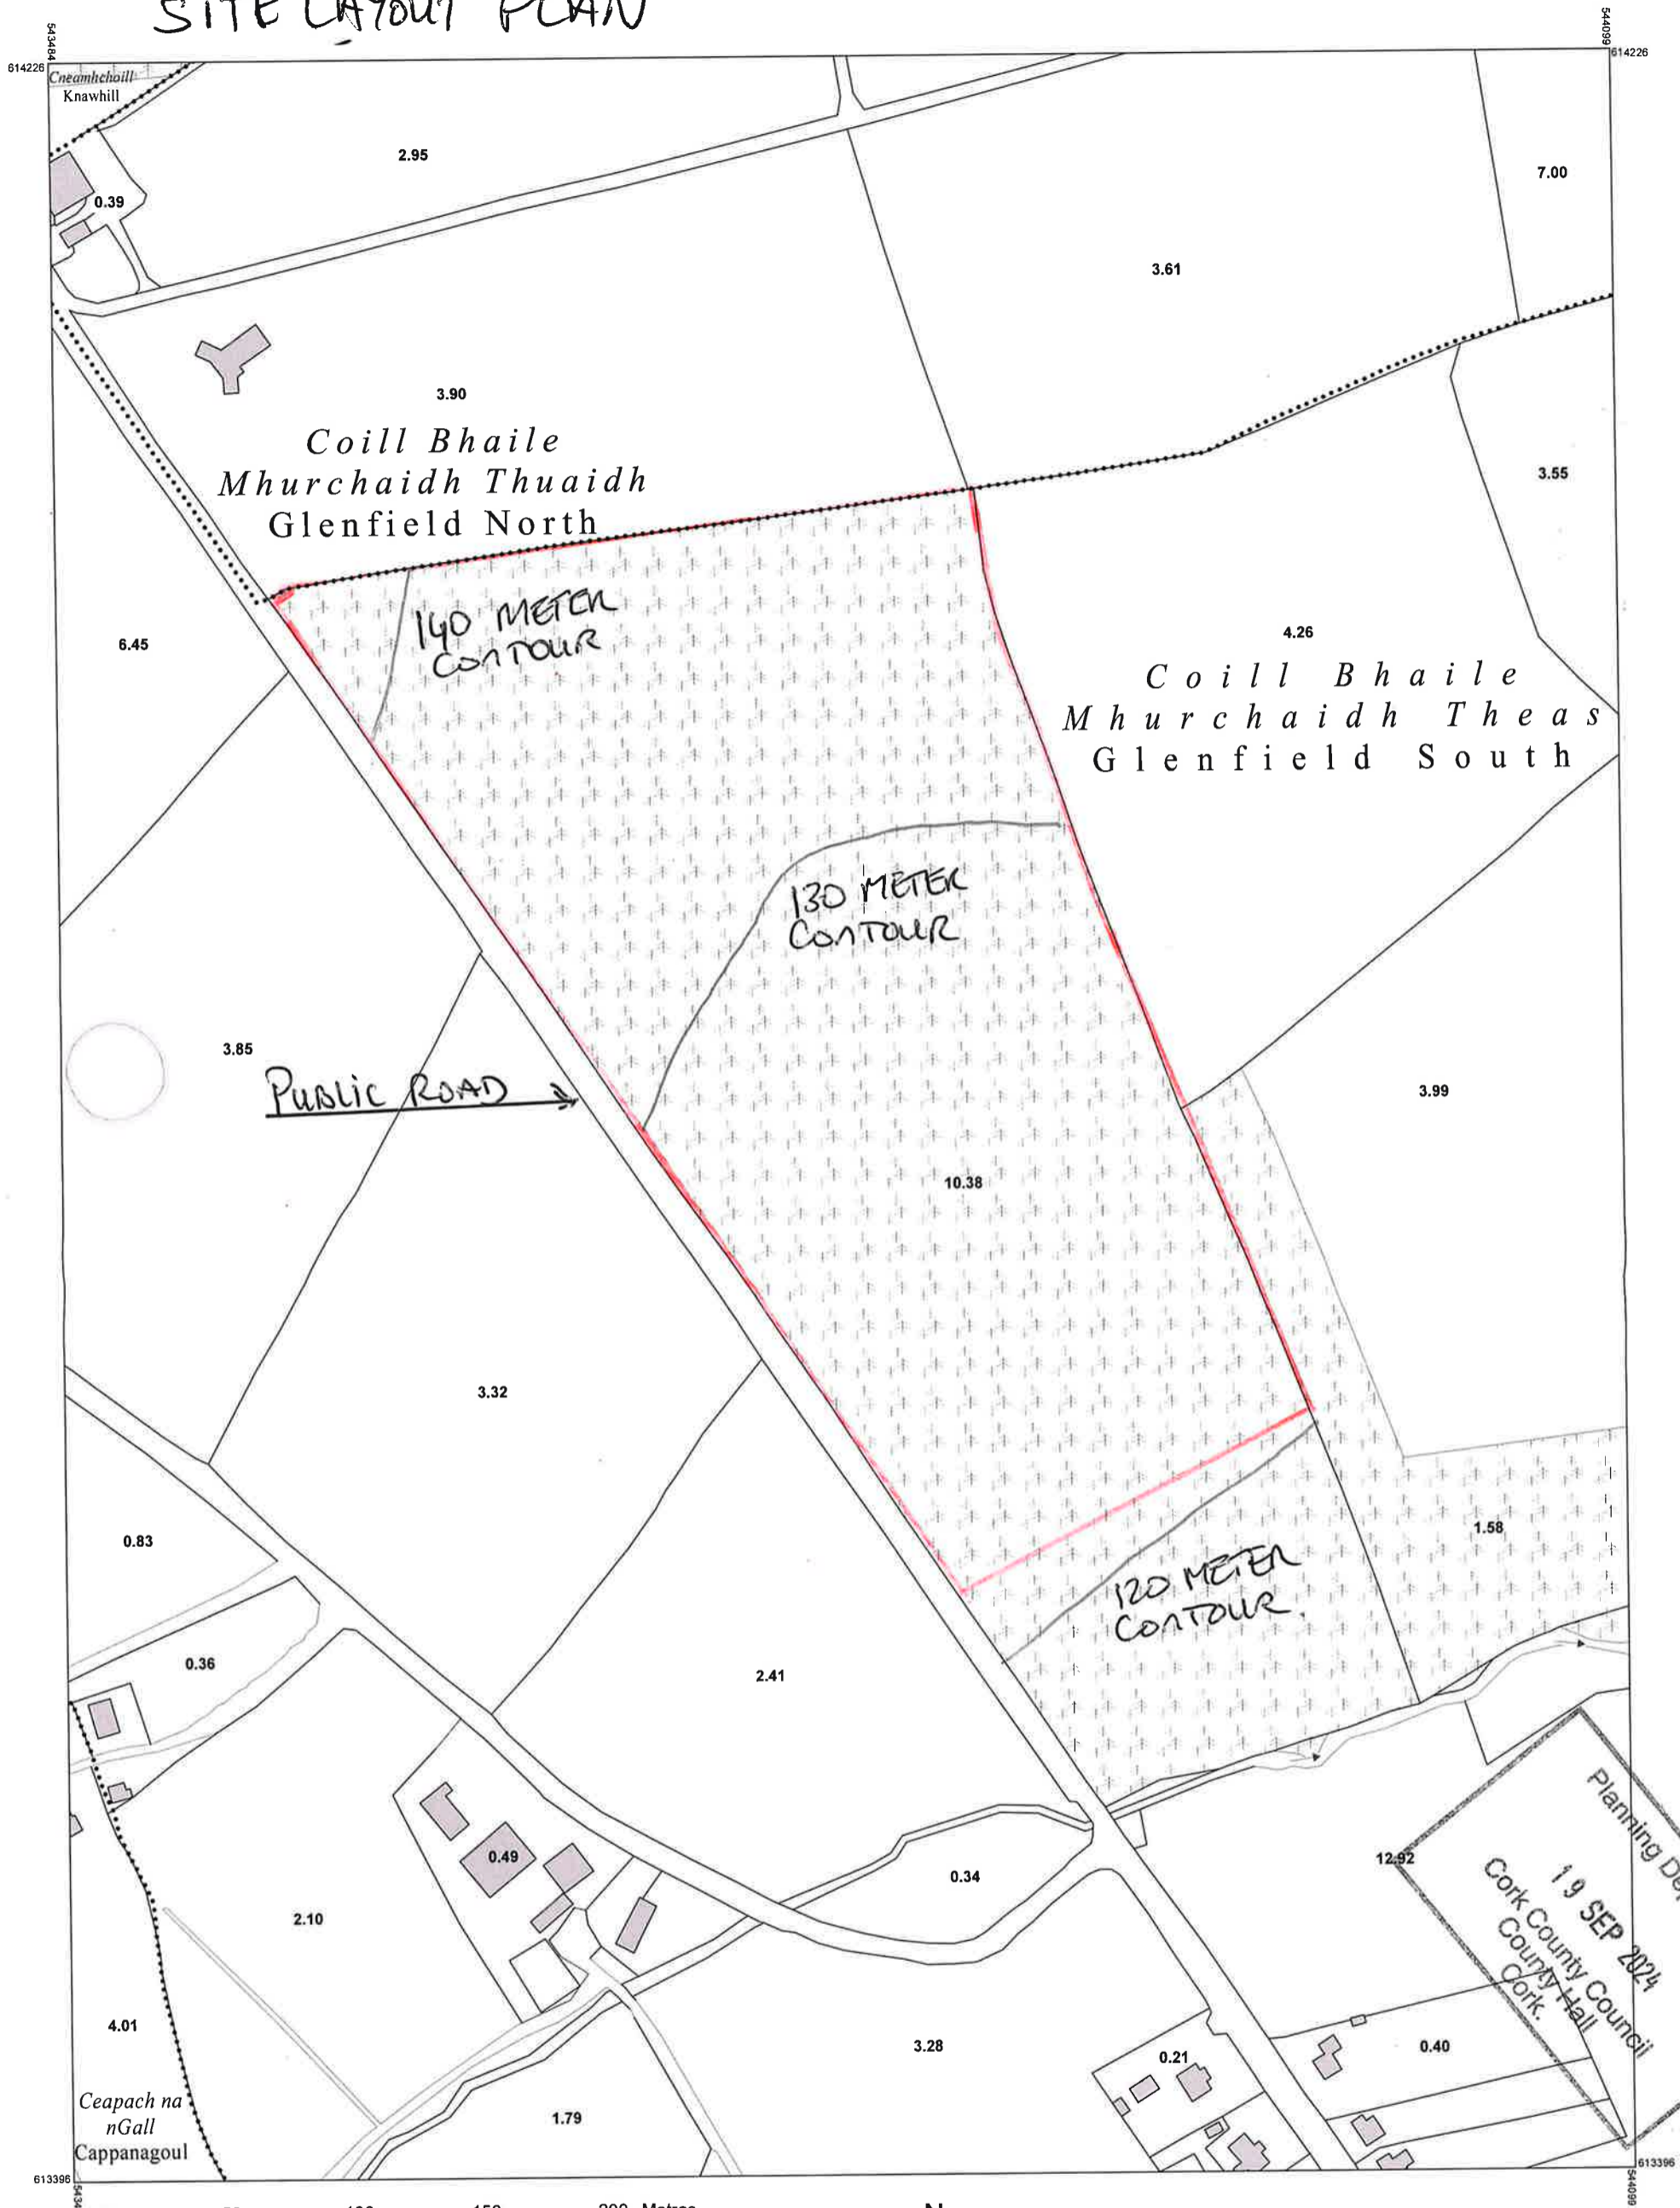 SITE LAYOUT PLAN
543484
544099
614226
614226
Cneamhchoill
Knawhill
2.95
7.00
0.39
3.61
3.90
Coill Bhaile
Mhurchaidh Thuaidh
Glenfield North
3.55
140 METER
CONTOUR
6.45
4.26
Coill Bhaile
Mhurchaidh Theas
Glenfield South
130 METER
CONTOUR
3.85
PUBLIC ROAD
3.99
10.38
3.32
0.83
1.58
120 METER
CONTOUR
0.36
2.41
0.49
0.34
12.92
2.10
Planning De
19 SEP 2024
Cork County Council
County Hall
Cork.
4.01
3.28
0.21
0.40
Ceapach na
nGall
Cappanagoul
1.79
613396
613396
544099
200 Metres
N